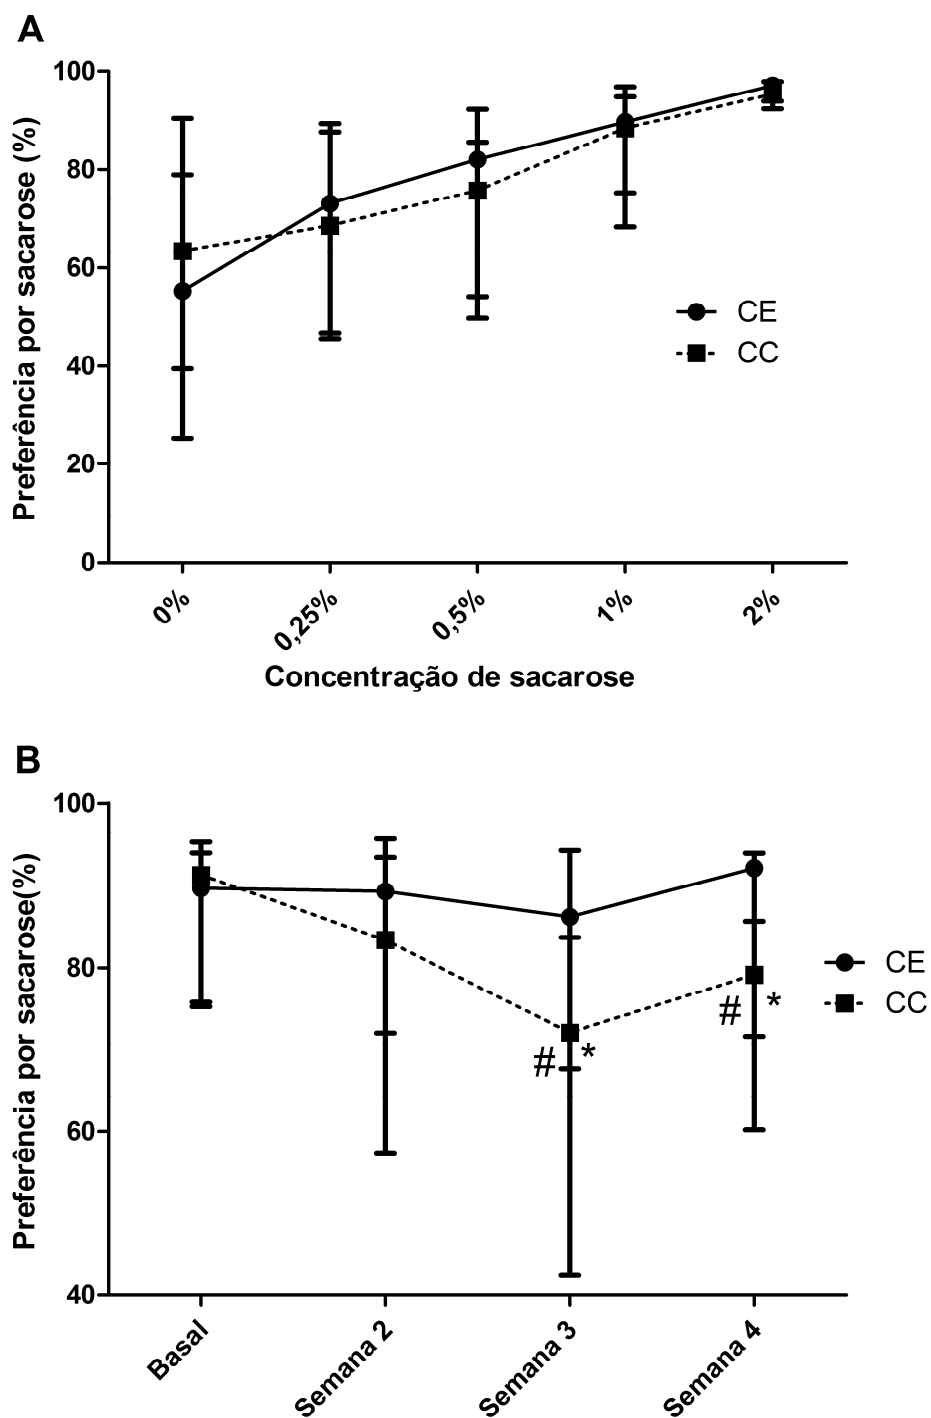 A
Preferência por sacarose (%)
100
80
60
40
20
0
CE
CC
0%
0,25%
0,5%
1%
2%
Concentração de sacarose
B
Preferência por sacarose(%)
100
80
60
40
CE
CC
# *
# *
Basal
Semana 2
Semana 3
Semana 4